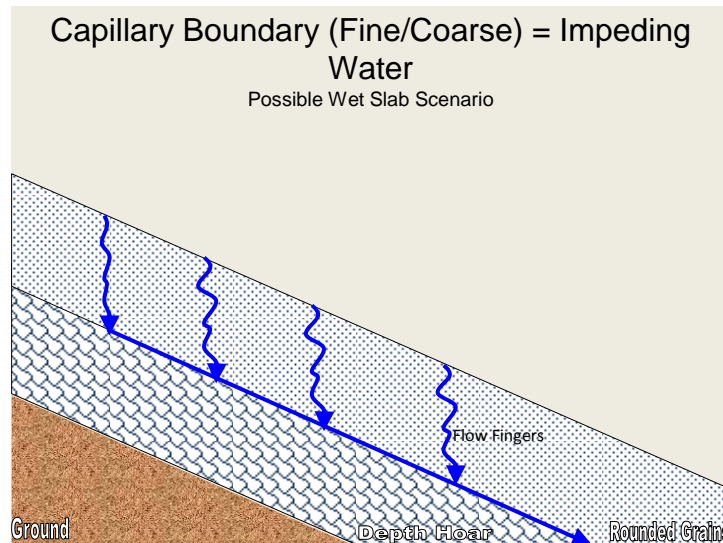 Capillary Boundary (Fine/Coarse) = Impeding
Water
Possible Wet Slab Scenario
Flow Fingers
Ground
Depth Hoar
Rounded Grain